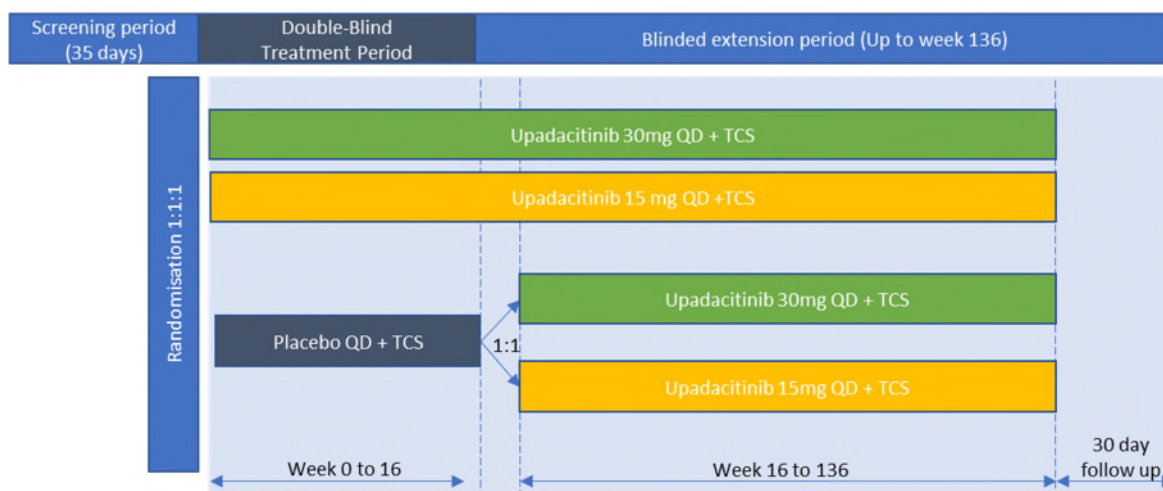 Screening period
(35 days)
Double-Blind
Treatment Period
Blinded extension period (Up to week 136)
Randomisation 1:1:1
Upadacitinib 30mg QD + TCS
Upadacitinib 15 mg QD +TCS
Upadacitinib 30mg QD + TCS
Placebo QD + TCS
1:1
Upadacitinib 15mg QD + TCS
Week 0 to 16
Week 16 to 136
30 day
follow up